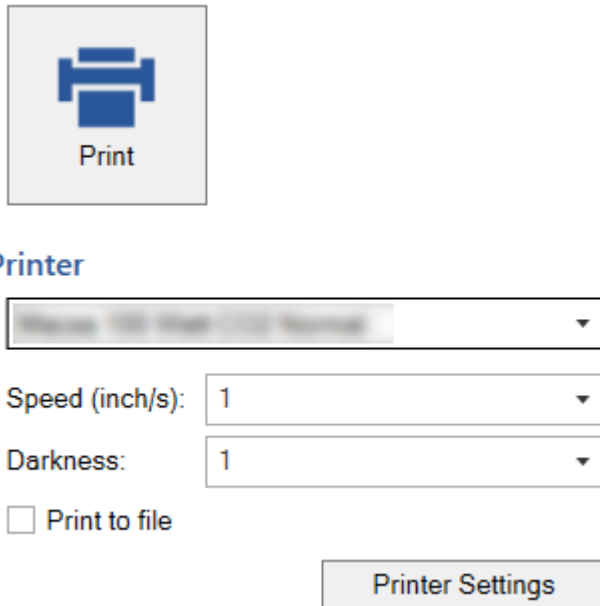 Print
Printer
Speed (inch/s): 1
Darkness: 1
Print to file
Printer Settings